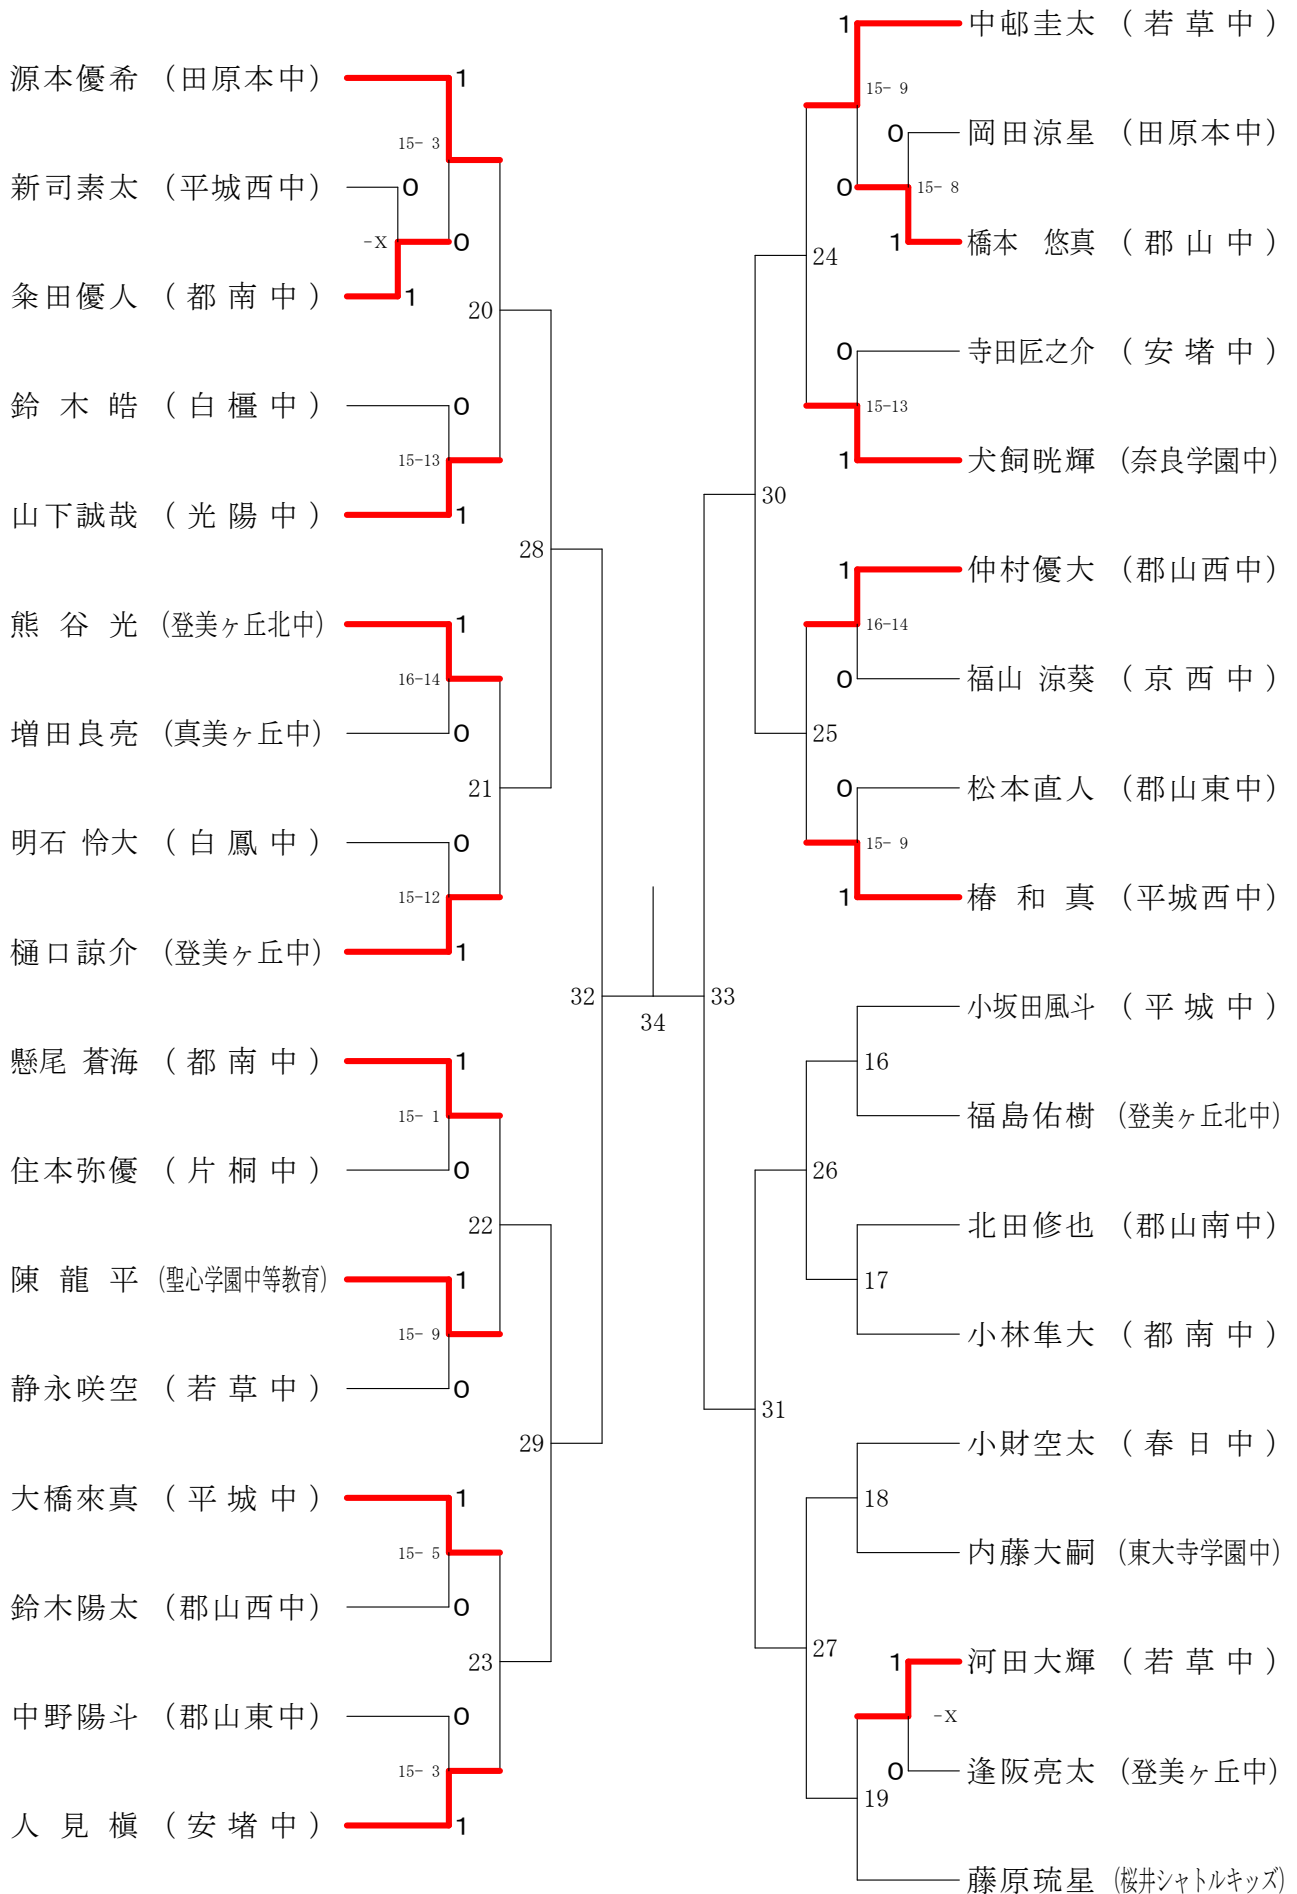 源本優希 (田原本中) 1
15- 3
新司素太 (平城西中) 0
-X 0
粂田優人 (都南中) 1
20
鈴木皓 (白橿中) 0
15-13
山下誠哉 (光陽中) 1
28
熊谷光 (登美ヶ丘北中) 1
16-14
増田良亮 (真美ヶ丘中) 0
21
明石 怜大 (白鳳中) 0
15-12
樋口諒介 (登美ヶ丘中) 1
32
懸尾 蒼海 (都南中) 1
15- 1
住本弥優 (片桐中) 0
22
陳龍平 (聖心学園中等教育) 1
15- 9
静永咲空 (若草中) 0
29
大橋來真 (平城中) 1
15- 5
鈴木陽太 (郡山西中) 0
23
中野陽斗 (郡山東中) 0
15- 3
人見槇 (安堵中) 1
34
1 中邨圭太 (若草中)
15- 9
0 岡田涼星 (田原本中)
0 15- 8
1 橋本 悠真 (郡山中)
24
0 寺田匠之介 (安堵中)
15-13
1 犬飼晄輝 (奈良学園中)
30
1 仲村優大 (郡山西中)
16-14
0 福山 涼葵 (京西中)
25
0 松本直人 (郡山東中)
15- 9
1 椿和真 (平城西中)
33
小坂田風斗 (平城中)
16
福島佑樹 (登美ヶ丘北中)
26
北田修也 (郡山南中)
17
小林隼大 (都南中)
31
小財空太 (春日中)
18
内藤大嗣 (東大寺学園中)
27
1 河田大輝 (若草中)
-X
0 逢阪亮太 (登美ヶ丘中)
19
藤原琉星 (桜井シャトルキッズ)